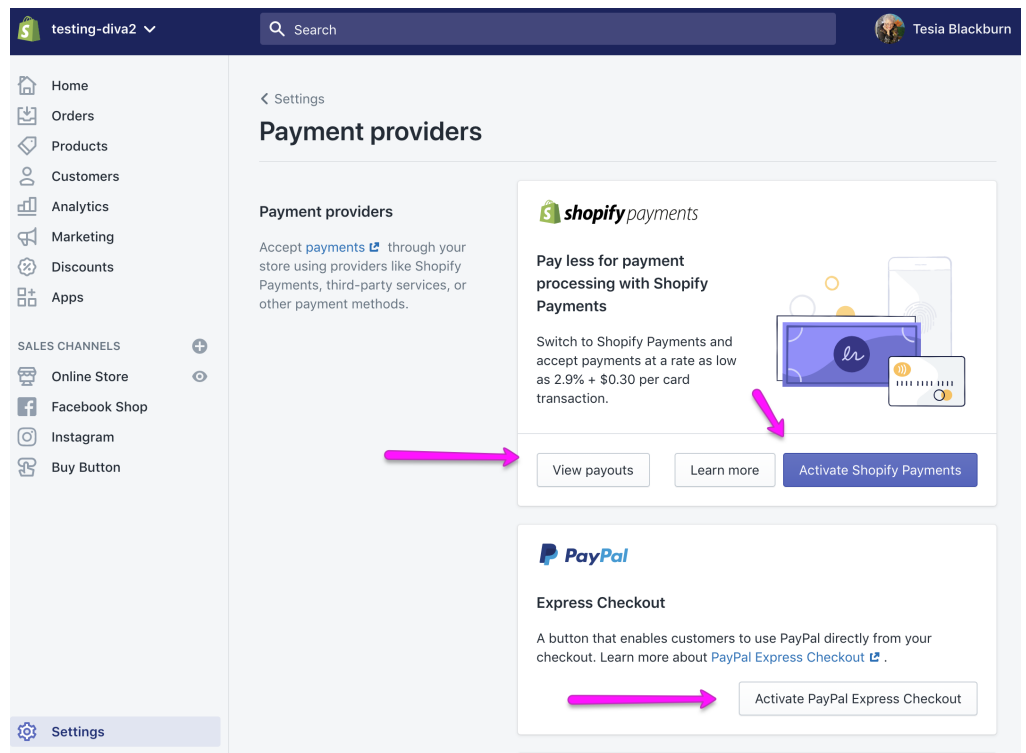 testing-diva2
Search
Tesia Blackburn
Home
Orders
Products
Customers
Analytics
Marketing
Discounts
Apps
SALES CHANNELS
Online Store
Facebook Shop
Instagram
Buy Button
Settings
Settings
Payment providers
Payment providers
Accept payments through your
store using providers like Shopify
Payments, third-party services, or
other payment methods.
shopify payments
Pay less for payment
processing with Shopify
Payments
Switch to Shopify Payments and
accept payments at a rate as low
as 2.9% + $0.30 per card
transaction.
View payouts
Learn more
Activate Shopify Payments
PayPal
Express Checkout
A button that enables customers to use PayPal directly from your
checkout. Learn more about PayPal Express Checkout .
Activate PayPal Express Checkout